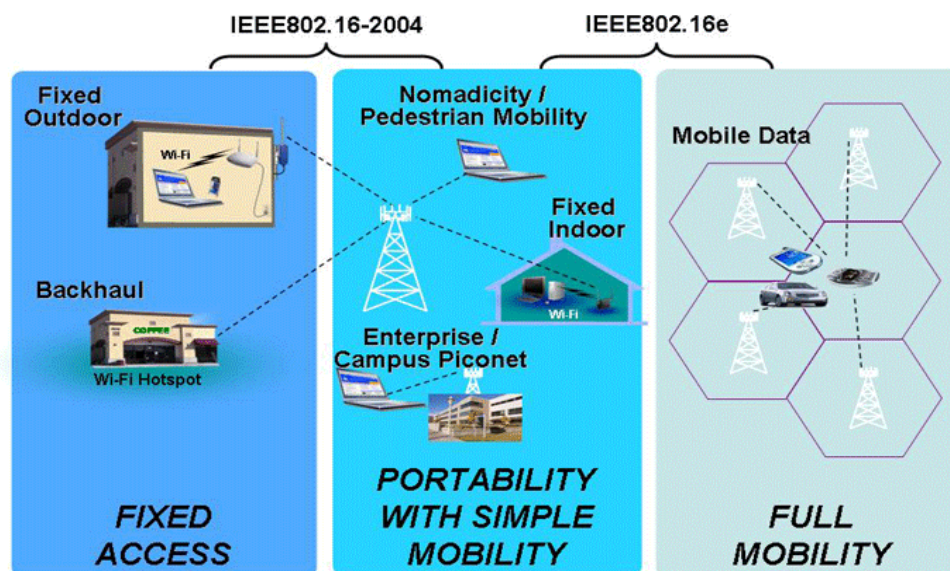 IEEE802.16-2004
IEEE802.16e
Fixed
Outdoor
Wi-Fi
Backhaul
Wi-Fi Hotspot
FIXED
ACCESS
Nomadicity /
Pedestrian Mobility
Fixed
Indoor
Wi-Fi
Enterprise /
Campus Piconet
PORTABILITY
WITH SIMPLE
MOBILITY
Mobile Data
FULL
MOBILITY